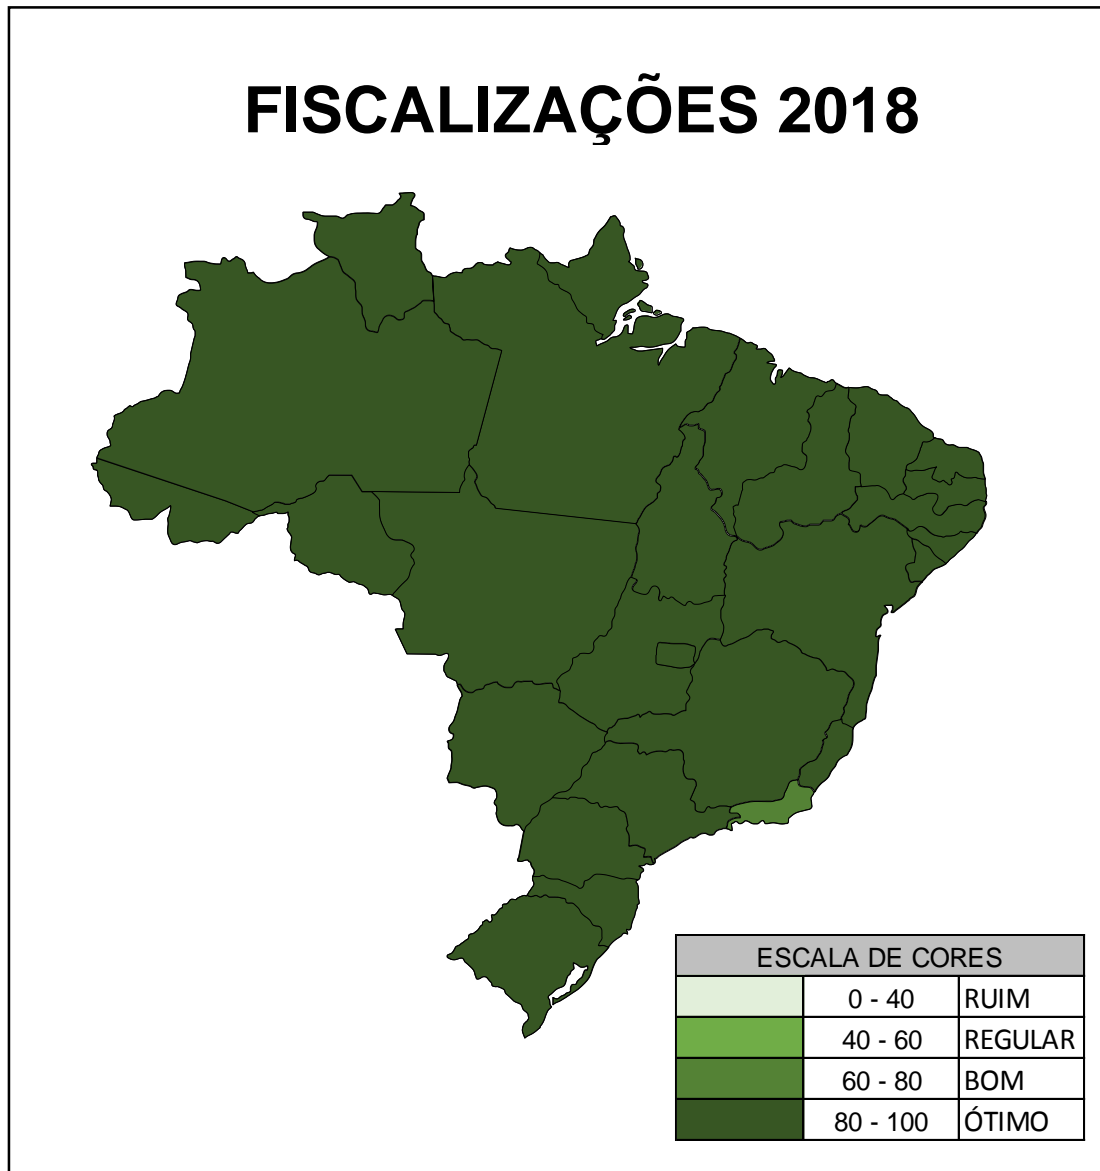 FISCALIZAÇÕES 2018
ESCALA DE CORES
0 - 40 RUIM
40 - 60 REGULAR
60 - 80 BOM
80 - 100 ÓTIMO